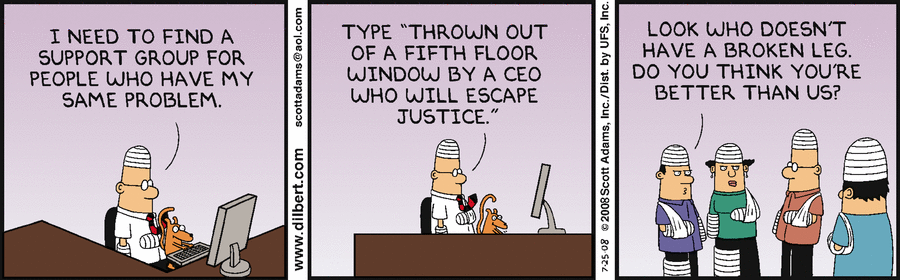 I NEED TO FIND A
SUPPORT GROUP FOR
PEOPLE WHO HAVE MY
SAME PROBLEM.
www.dilbert.com scottadams@aol.com
TYPE “THROWN OUT
OF A FIFTH FLOOR
WINDOW BY A CEO
WHO WILL ESCAPE
JUSTICE.”
7-25-08 © 2008 Scott Adams, Inc./Dist. by UFS, Inc.
LOOK WHO DOESN'T
HAVE A BROKEN LEG.
DO YOU THINK YOU'RE
BETTER THAN US?